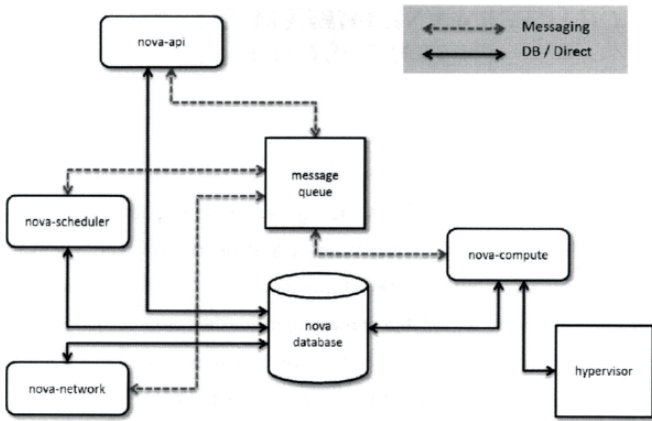 nova-api
Messaging
DB / Direct
message
queue
nova-scheduler
nova-compute
nova
database
nova-network
hypervisor